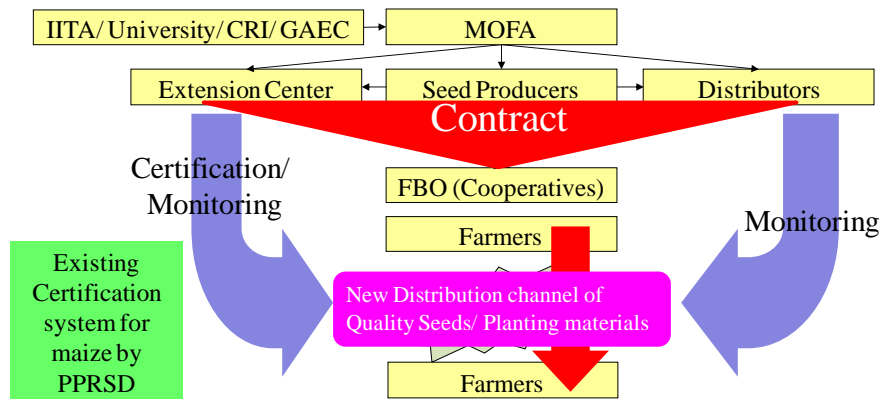 IITA/ University/ CRI/ GAEC
MOFA
Extension Center
Seed Producers
Distributors
Contract
Certification/
Monitoring
FBO (Cooperatives)
Farmers
Monitoring
Existing
Certification
system for
maize by
PPRSD
New Distribution channel of
Quality Seeds/ Planting materials
Farmers